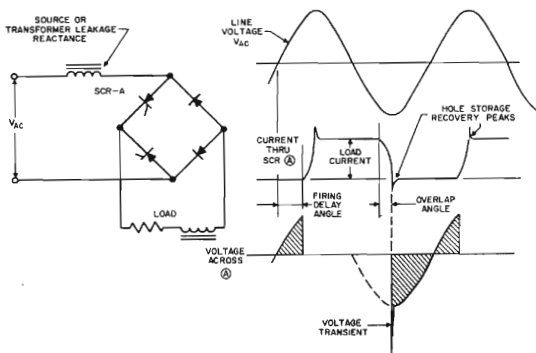 SOURCE OR
TRANSFORMER LEAKAGE
REACTANCE
SCR-A
VAC
LOAD
LINE
VOLTAGE
VAC
CURRENT
THRU
SCR Ⓐ
LOAD
CURRENT
HOLE STORAGE
RECOVERY PEAKS
FIRING
DELAY
ANGLE
OVERLAP
ANGLE
VOLTAGE
ACROSS
Ⓐ
VOLTAGE
TRANSIENT